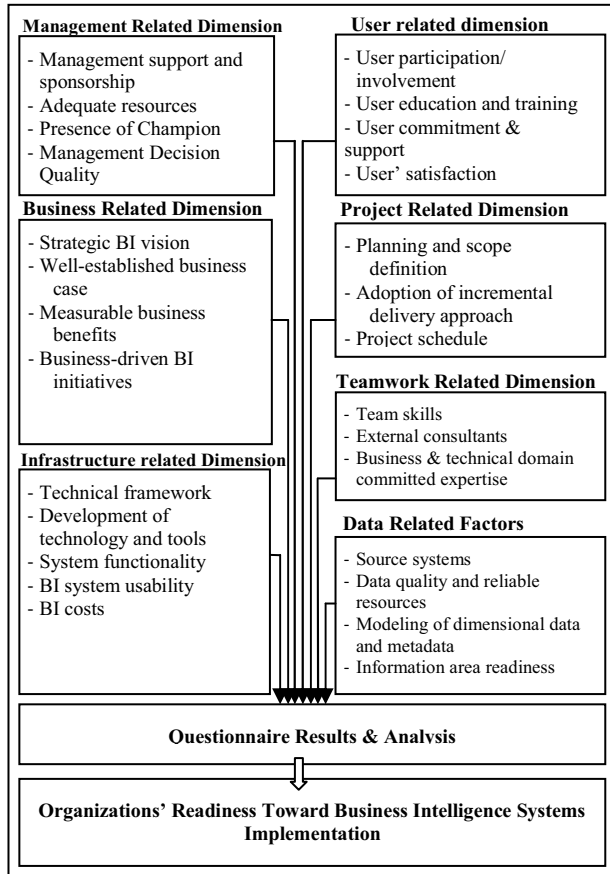 Management Related Dimension
- Management support and
sponsorship
- Adequate resources
- Presence of Champion
- Management Decision
Quality
Business Related Dimension
- Strategic BI vision
- Well-established business
case
- Measurable business
benefits
- Business-driven BI
initiatives
Infrastructure related Dimension
- Technical framework
- Development of
technology and tools
- System functionality
- BI system usability
- BI costs
User related dimension
- User participation/
involvement
- User education and training
- User commitment &
support
- User' satisfaction
Project Related Dimension
- Planning and scope
definition
- Adoption of incremental
delivery approach
- Project schedule
Teamwork Related Dimension
- Team skills
- External consultants
- Business & technical domain
committed expertise
Data Related Factors
- Source systems
- Data quality and reliable
resources
- Modeling of dimensional data
and metadata
- Information area readiness
Questionnaire Results & Analysis
Organizations' Readiness Toward Business Intelligence Systems
Implementation